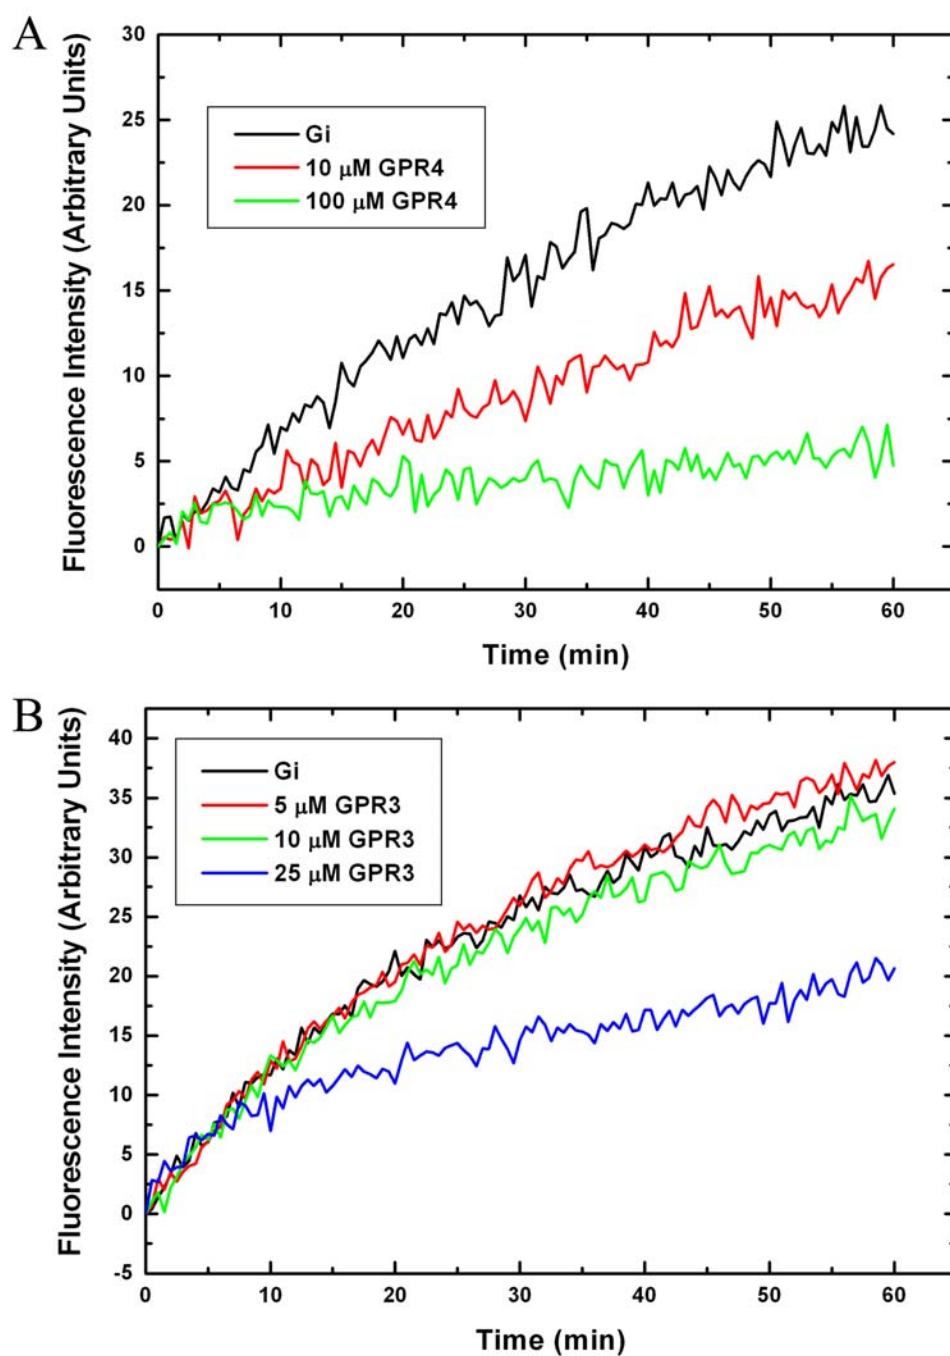 A
Fluorescence Intensity (Arbitrary Units)
30
25
20
15
10
5
0
Gi
10 μM GPR4
100 μM GPR4
0 10 20 30 40 50 60
Time (min)
B
Fluorescence Intensity (Arbitrary Units)
40
35
30
25
20
15
10
5
0
-5
Gi
5 μM GPR3
10 μM GPR3
25 μM GPR3
0 10 20 30 40 50 60
Time (min)